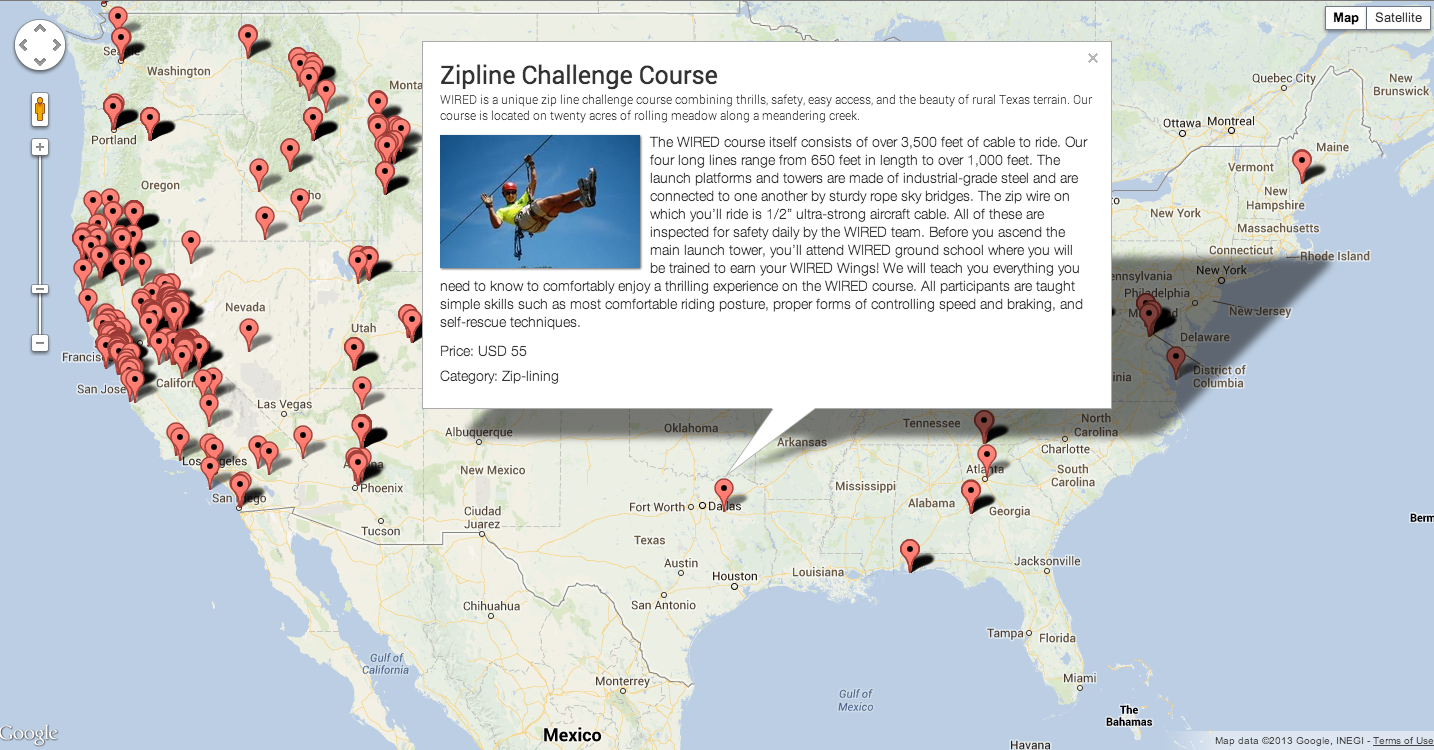 Map Satellite
Seattle
Washington
Monta
Portland
Oregon
Nevada
Utah
San Jose
Las Vegas
Los Angeles
San Diego
Arizona
Phoenix
Tucson
Albuquerque
New Mexico
Ciudad
Juarez
Chihuahua
Gulf of
California
Zipline Challenge Course
×
WIRED is a unique zip line challenge course combining thrills, safety, easy access, and the beauty of rural Texas terrain. Our
course is located on twenty acres of rolling meadow along a meandering creek.
The WIRED course itself consists of over 3,500 feet of cable to ride. Our
four long lines range from 650 feet in length to over 1,000 feet. The
launch platforms and towers are made of industrial-grade steel and are
connected to one another by sturdy rope sky bridges. The zip wire on
which you'll ride is 1/2" ultra-strong aircraft cable. All of these are
inspected for safety daily by the WIRED team. Before you ascend the
main launch tower, you'll attend WIRED ground school where you will
be trained to earn your WIRED Wings! We will teach you everything you
need to know to comfortably enjoy a thrilling experience on the WIRED course. All participants are taught
simple skills such as most comfortable riding posture, proper forms of controlling speed and braking, and
self-rescue techniques.
Price: USD 55
Category: Zip-lining
Quebec City
New
Brunswick
Ottawa
Montreal
Maine
Vermont
New
Hampshire
New York
Massachusetts
Connecticut
Rhode Island
ennsylvania
New York
Philadelphia
New Jersey
Delaware
District of
Columbia
Oklahoma
Arkansas
Tennessee
North
Carolina
Charlotte
Atlanta
South
Carolina
Mississippi
Alabama
Georgia
Fort Worth
Dallas
Texas
Austin
Houston
San Antonio
Louisiana
Jacksonville
Tampa
Florida
Miami
Monterrey
Gulf of
Mexico
The
Bahamas
Berm
Mexico
Havana
Google
Map data ©2013 Google, INEGI - Terms of Use